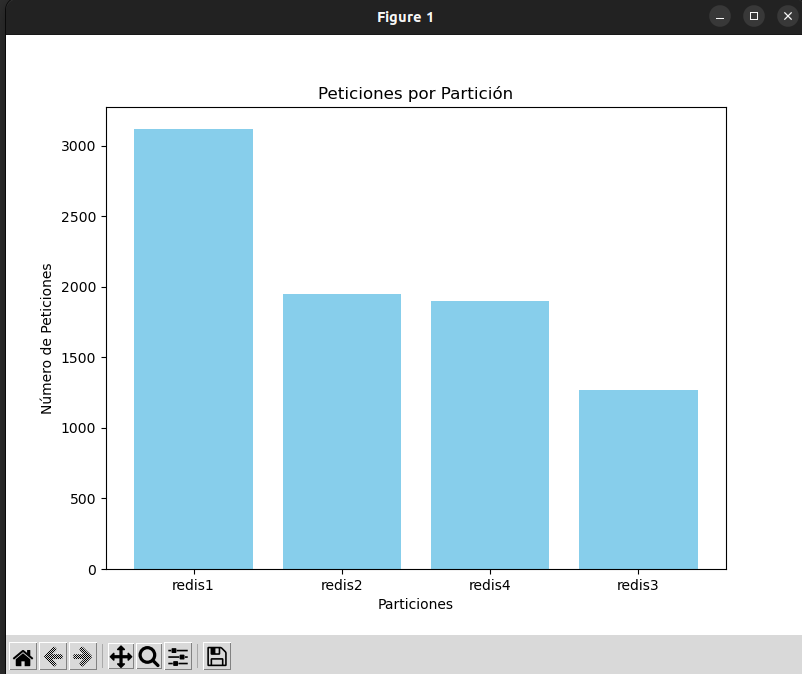 Figure 1
Peticiones por Partición
Número de Peticiones
3000
2500
2000
1500
1000
500
0
redis1 redis2 redis4 redis3
Particiones